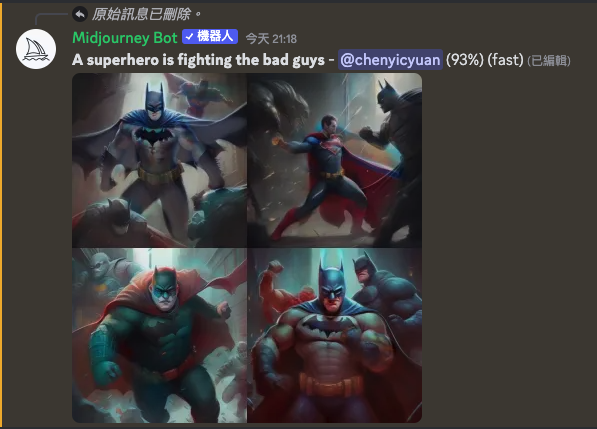 原始訊息已刪除。
Midjourney Bot ✓ 機器人 今天 21:18
A superhero is fighting the bad guys - @chenyicyuan (93%) (fast) (已編輯)